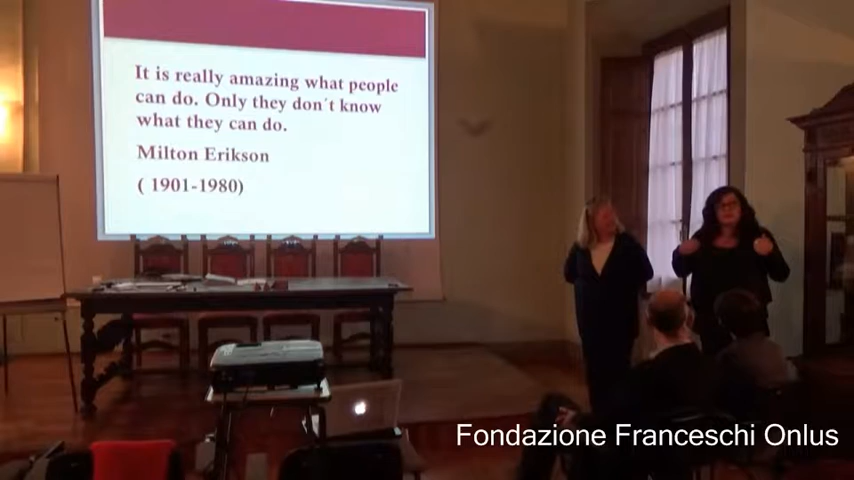 It is really amazing what people
can do. Only they don´t know
what they can do.
Milton Erikson
( 1901-1980)
Fondazione Franceschi Onlus